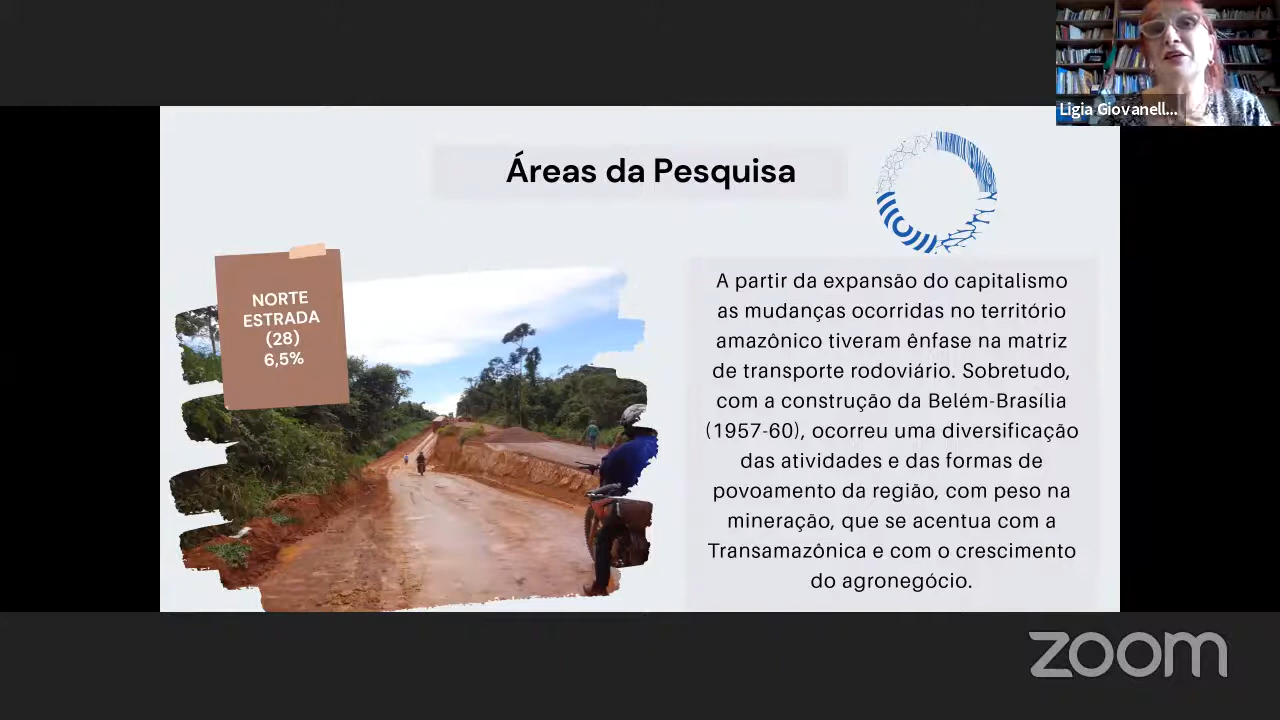 Ligia Giovanell...
Áreas da Pesquisa
NORTE
ESTRADA
(28)
6,5%
A partir da expansão do capitalismo
as mudanças ocorridas no território
amazônico tiveram ênfase na matriz
de transporte rodoviário. Sobretudo,
com a construção da Belém-Brasília
(1957-60), ocorreu uma diversificação
das atividades e das formas de
povoamento da região, com peso na
mineração, que se acentua com a
Transamazônica e com o crescimento
do agronegócio.
zoom